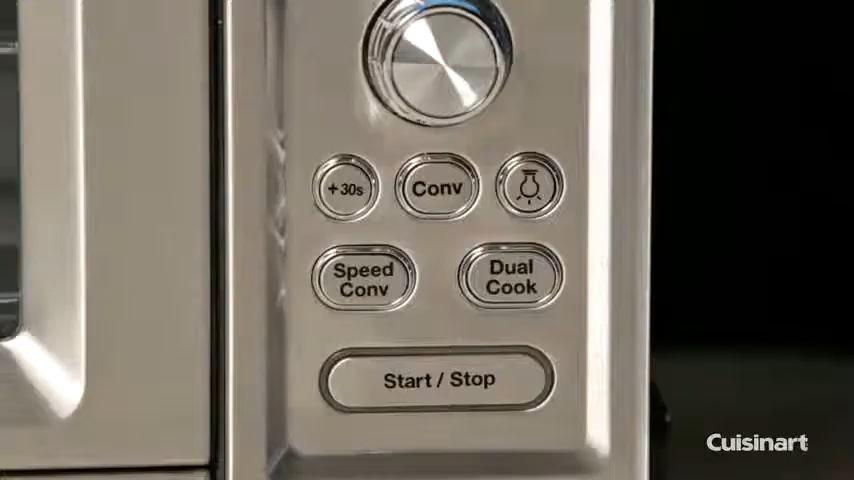 +30s
Conv
Speed
Conv
Dual
Cook
Start / Stop
Cuisinart